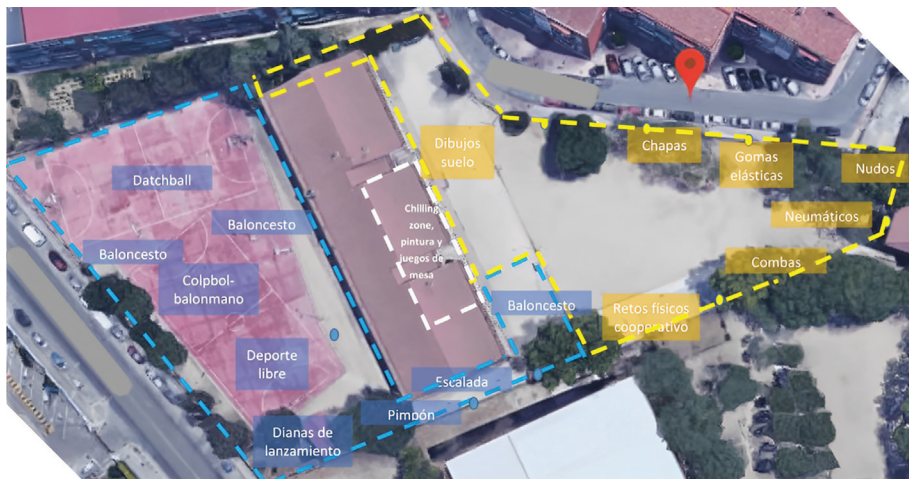 Dibujos
suelo
Chapas
Gomas
elásticas
Nudos
Datchball
Neumáticos
Chilling
zone,
pintura y
juegos de
mesa
Baloncesto
Baloncesto
Colpbol-
balonmano
Combas
Baloncesto
Retos físicos
cooperativo
Deporte
libre
Escalada
Pimpón
Dianas de
lanzamiento